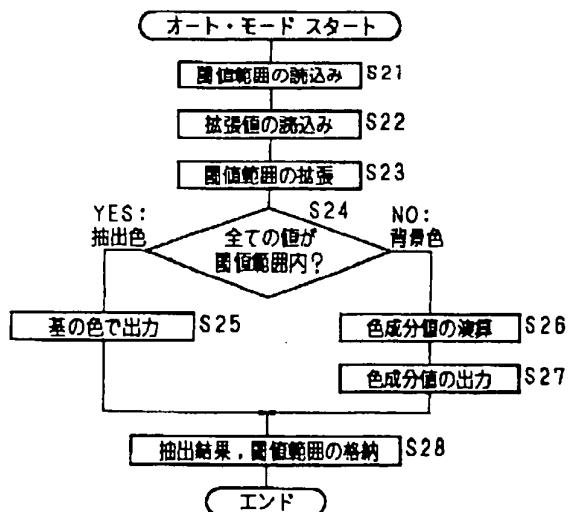 オート・モード スタート
閾値範囲の読込み S21
拡張値の読込み S22
閾値範囲の拡張 S23
S24
YES:
抽出色
NO:
背景色
全ての値が
閾値範囲内?
基の色で出力 S25
色成分値の演算 S26
色成分値の出力 S27
抽出結果,閾値範囲の格納 S28
エンド